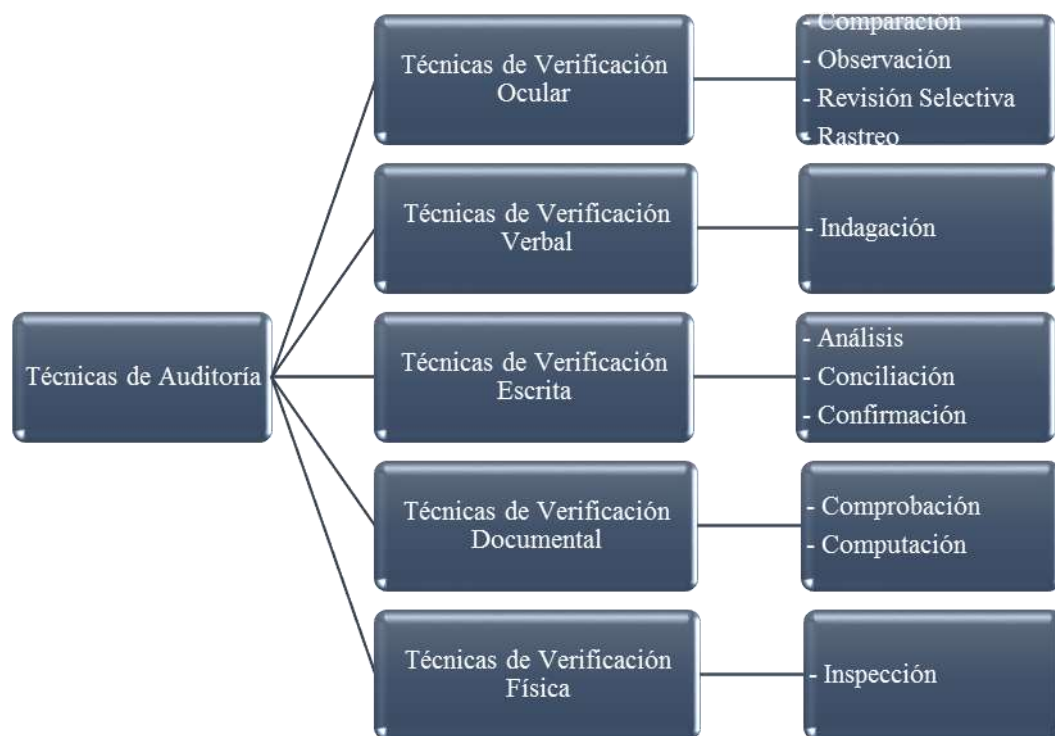 Técnicas de Auditoría
Técnicas de Verificación
Ocular
- Comparación
- Observación
- Revisión Selectiva
- Rastreo
Técnicas de Verificación
Verbal
- Indagación
Técnicas de Verificación
Escrita
- Análisis
- Conciliación
- Confirmación
Técnicas de Verificación
Documental
- Comprobación
- Computación
Técnicas de Verificación
Física
- Inspección